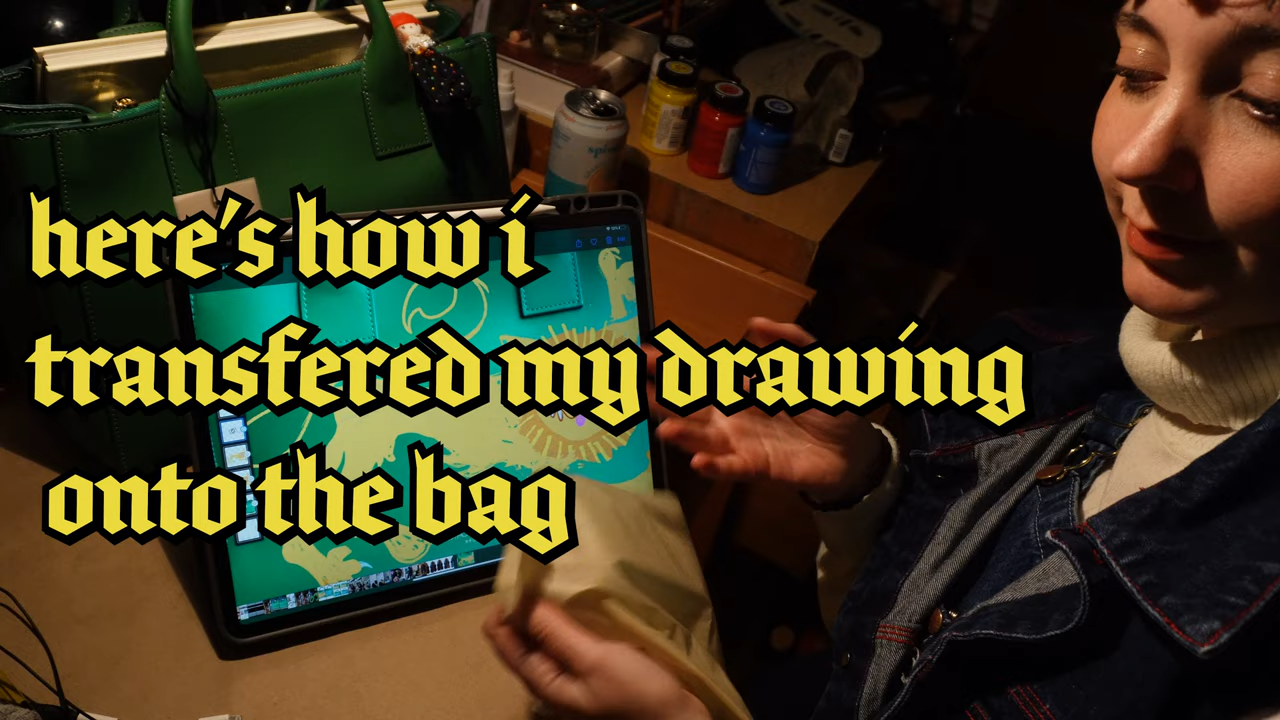 here's how i
transfered my drawing
onto the bag